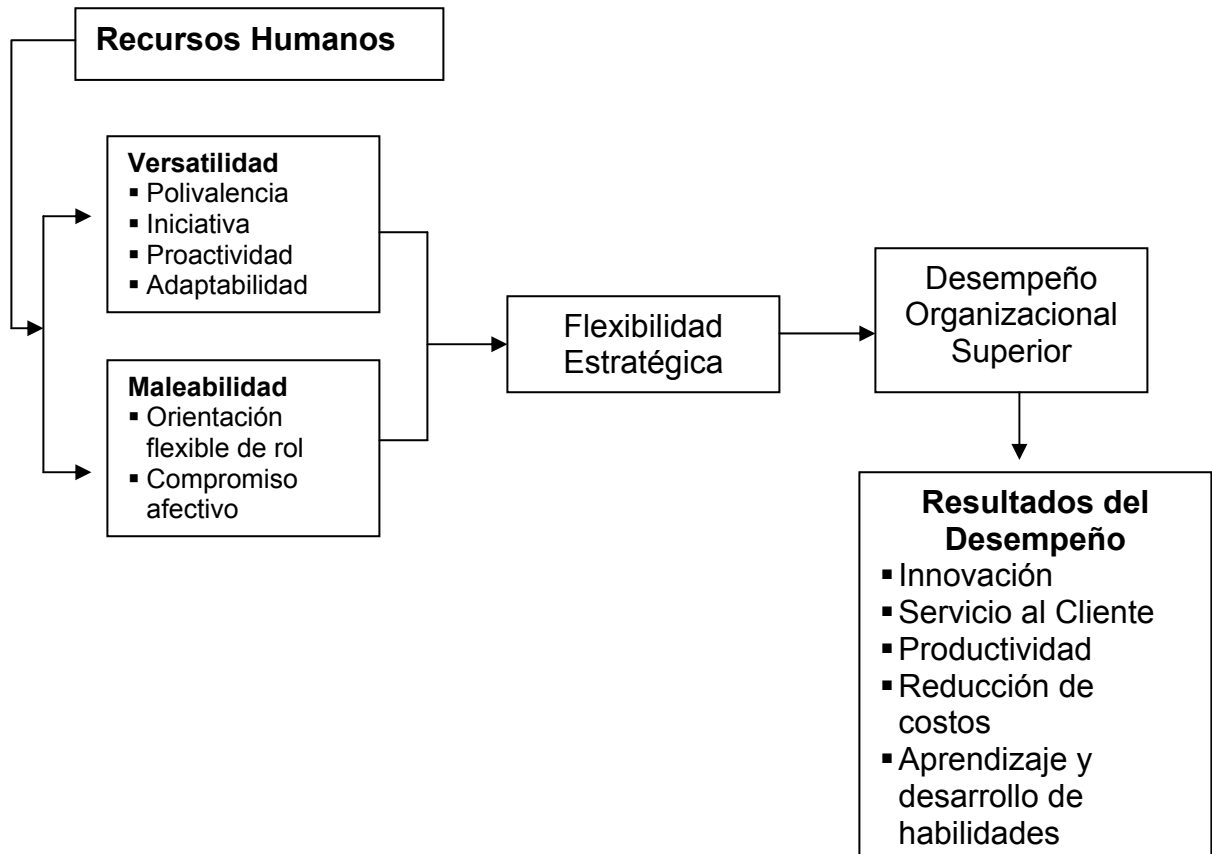 Recursos Humanos
Versatilidad
▪ Polivalencia
▪ Iniciativa
▪ Proactividad
▪ Adaptabilidad
Maleabilidad
▪ Orientación
flexible de rol
▪ Compromiso
afectivo
Flexibilidad
Estratégica
Desempeño
Organizacional
Superior
Resultados del
Desempeño
▪ Innovación
▪ Servicio al Cliente
▪ Productividad
▪ Reducción de
costos
▪ Aprendizaje y
desarrollo de
habilidades